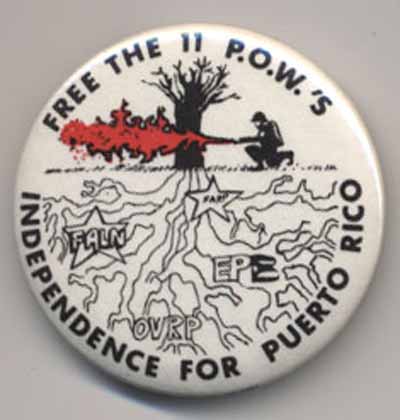 FREE THE 11 P.O.W.'S
FARP
FALN
EPB
OVRP
INDEPENDENCE FOR PUERTO RICO